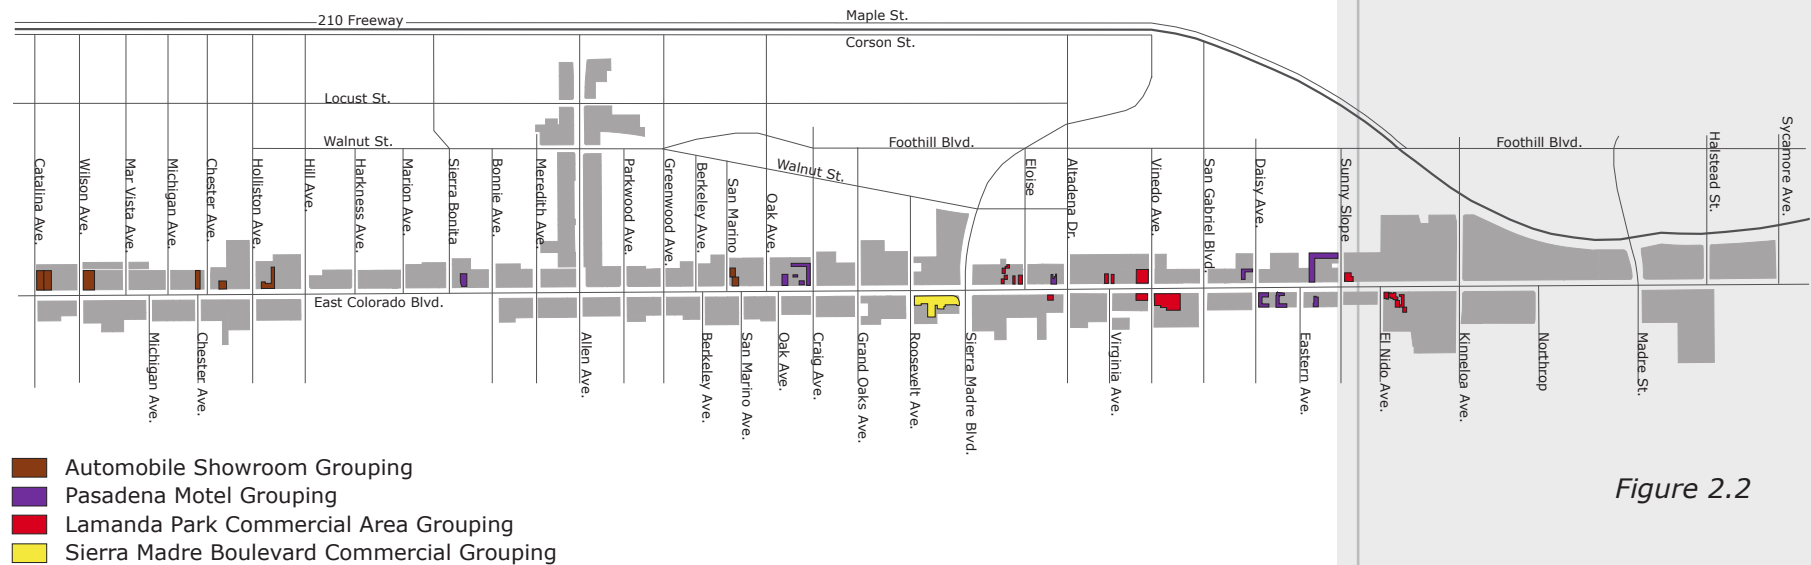 210 Freeway
Maple St.
Corson St.
Locust St.
Walnut St.
Foothill Blvd.
Foothill Blvd.
Walnut St.
Catalina Ave.
Wilson Ave.
Mar Vista Ave.
Michigan Ave.
Chester Ave.
Holliston Ave.
Hill Ave.
Harkness Ave.
Marion Ave.
Sierra Bonita
Bonnie Ave.
Meredith Ave.
Parkwood Ave.
Greenwood Ave.
Berkeley Ave.
San Marino
Oak Ave.
Eloise
Altadena Dr.
Vinedo Ave.
San Gabriel Blvd.
Daisy Ave.
Sunny Slope
Halstead St.
Sycamore Ave.
East Colorado Blvd.
Michigan Ave.
Chester Ave.
Allen Ave.
Berkeley Ave.
San Marino Ave.
Oak Ave.
Craig Ave.
Grand Oaks Ave.
Roosevelt Ave.
Sierra Madre Blvd.
Virginia Ave.
Eastern Ave.
El Nido Ave.
Kinneloa Ave.
Northrop
Madre St.
Automobile Showroom Grouping
Pasadena Motel Grouping
Lamanda Park Commercial Area Grouping
Sierra Madre Boulevard Commercial Grouping
Figure 2.2